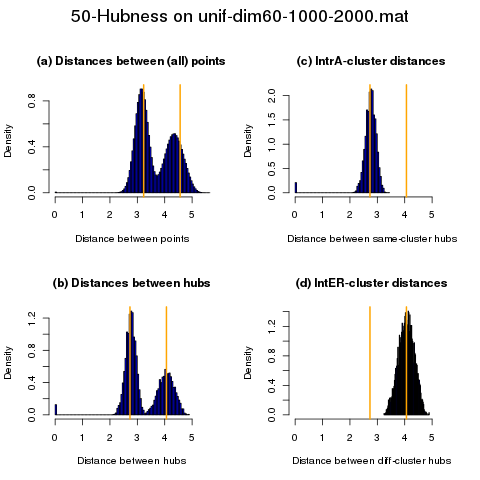 50-Hubness on unif-dim60-1000-2000.mat
(a) Distances between (all) points
Density
0.0 0.4 0.8
0 1 2 3 4 5
Distance between points
(c) IntrA-cluster distances
Density
0.0 0.5 1.0 1.5 2.0
0 1 2 3 4 5
Distance between same-cluster hubs
(b) Distances between hubs
Density
0.0 0.4 0.8 1.2
0 1 2 3 4 5
Distance between hubs
(d) IntER-cluster distances
Density
0.0 0.4 0.8 1.2
0 1 2 3 4 5
Distance between diff-cluster hubs